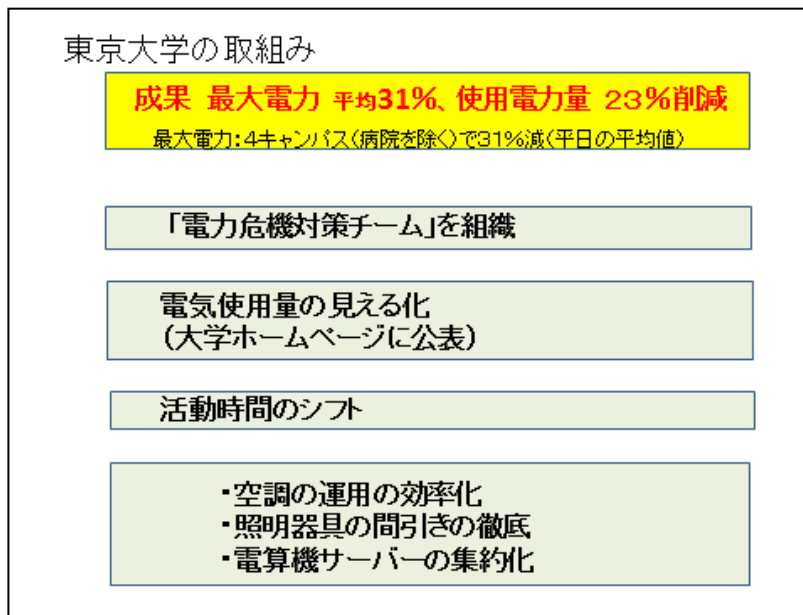 東京大学の取組み
成果 最大電力 平均31%、使用電力量 23%削減
最大電力:4キャンパス(病院を除く)で31%減(平日の平均値)
「電力危機対策チーム」を組織
電気使用量の見える化
(大学ホームページに公表)
活動時間のシフト
・空調の運用の効率化
・照明器具の間引きの徹底
・電算機サーバーの集約化